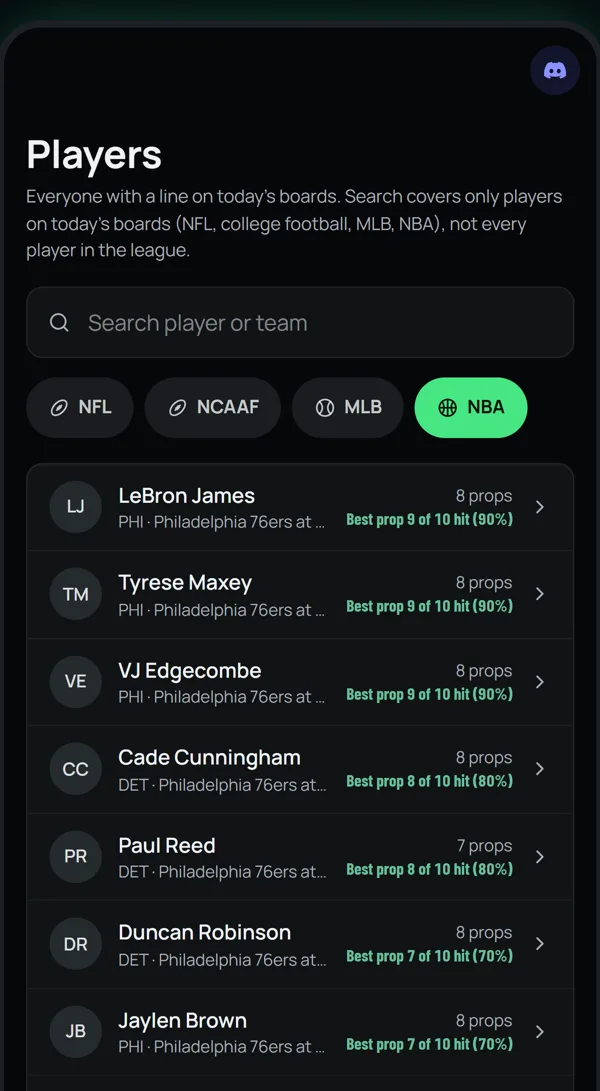 Players
Everyone with a line on today's boards. Search covers only players
on today's boards (NFL, college football, MLB, NBA), not every
player in the league.
Search player or team
NFL
NCAAF
MLB
NBA
LJ
LeBron James
PHI · Philadelphia 76ers at ...
8 props
Best prop 9 of 10 hit (90%)
TM
Tyrese Maxey
PHI · Philadelphia 76ers at ...
8 props
Best prop 9 of 10 hit (90%)
VE
VJ Edgecombe
PHI · Philadelphia 76ers at ...
8 props
Best prop 9 of 10 hit (90%)
CC
Cade Cunningham
DET · Philadelphia 76ers at...
8 props
Best prop 8 of 10 hit (80%)
PR
Paul Reed
DET · Philadelphia 76ers at...
7 props
Best prop 8 of 10 hit (80%)
DR
Duncan Robinson
DET · Philadelphia 76ers at...
8 props
Best prop 7 of 10 hit (70%)
JB
Jaylen Brown
PHI · Philadelphia 76ers at ...
8 props
Best prop 7 of 10 hit (70%)